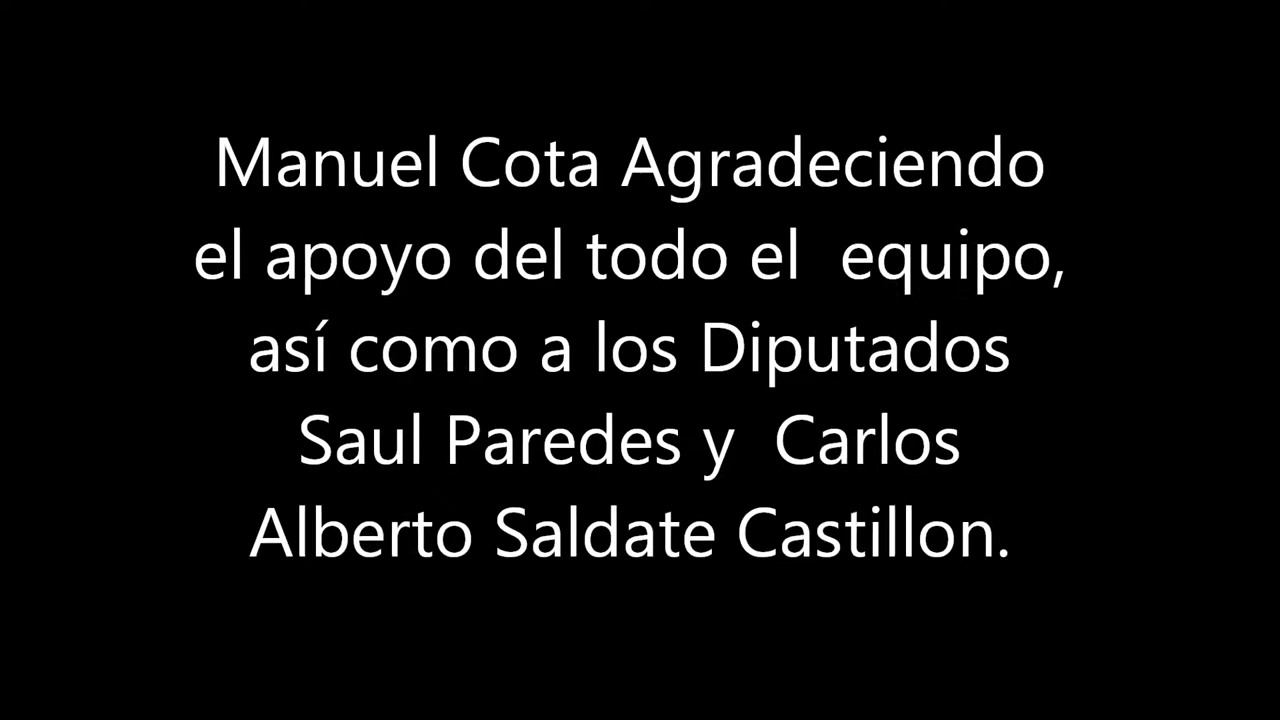 Manuel Cota Agradeciendo
el apoyo del todo el  equipo,
así como a los Diputados
Saul Paredes y  Carlos
Alberto Saldate Castillon.